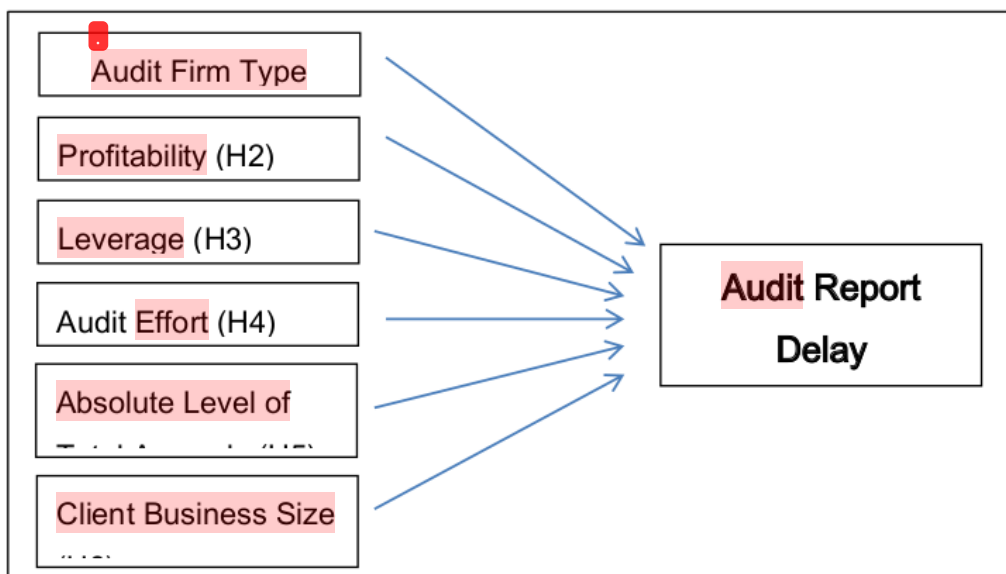 Audit Firm Type
Profitability (H2)
Leverage (H3)
Audit Effort (H4)
Absolute Level of
Client Business Size
Audit Report
Delay